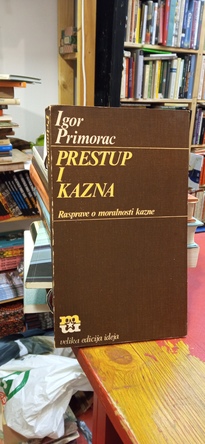 Igor
Primorac
PRESTUP
I
KAZNA
Rasprave o moralnosti kazne
velika edicija ideja